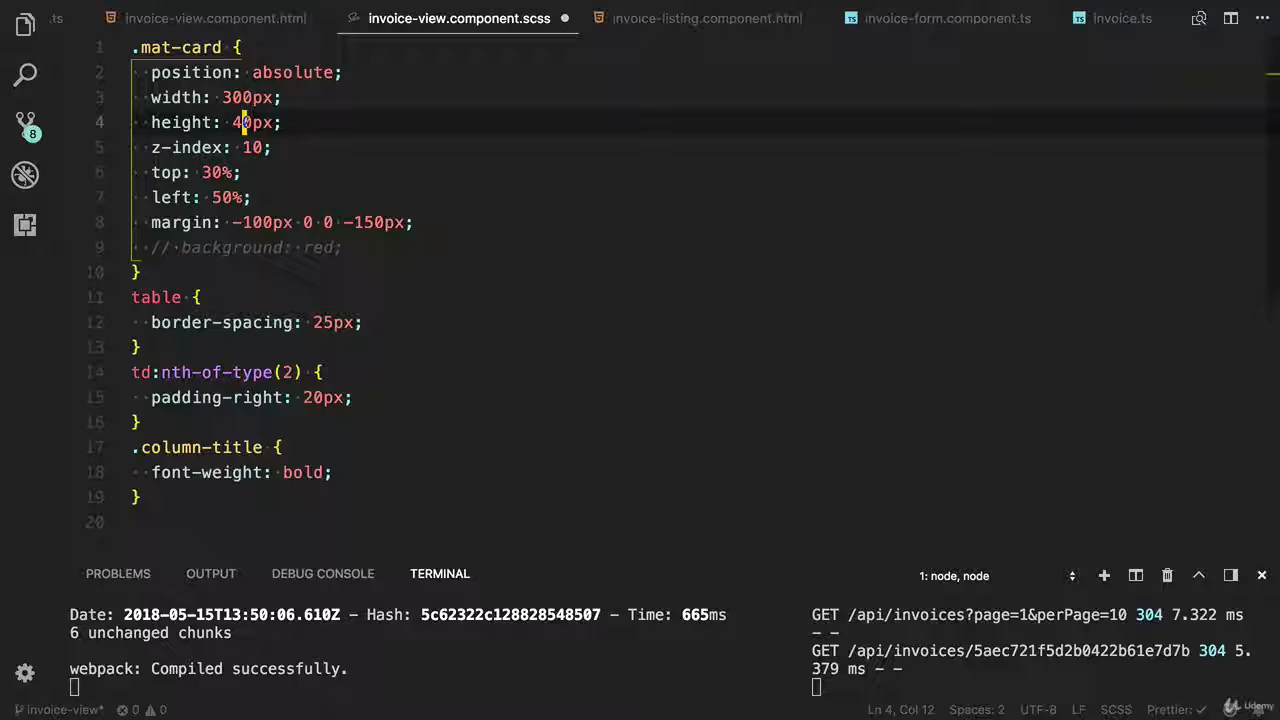 .ts invoice-view.component.html invoice-view.component.scss invoice-listing.component.html invoice-form.component.ts invoice.ts
1 .mat-card {
2 position: absolute;
3 width: 300px;
4 height: 40px;
5 z-index: 10;
6 top: 30%;
7 left: 50%;
8 margin: -100px 0 0 -150px;
9 // background: red;
10 }
11 table {
12 border-spacing: 25px;
13 }
14 td:nth-of-type(2) {
15 padding-right: 20px;
16 }
17 .column-title {
18 font-weight: bold;
19 }
20
8
PROBLEMS OUTPUT DEBUG CONSOLE TERMINAL 1: node, node
Date: 2018-05-15T13:50:06.610Z - Hash: 5c62322c128828548507 - Time: 665ms
6 unchanged chunks
webpack: Compiled successfully.
GET /api/invoices?page=1&perPage=10 304 7.322 ms
- -
GET /api/invoices/5aec721f5d2b0422b61e7d7b 304 5.
379 ms - -
invoice-view* 0 0 Ln 4, Col 12 Spaces: 2 UTF-8 LF SCSS Prettier: ✓
Udemy